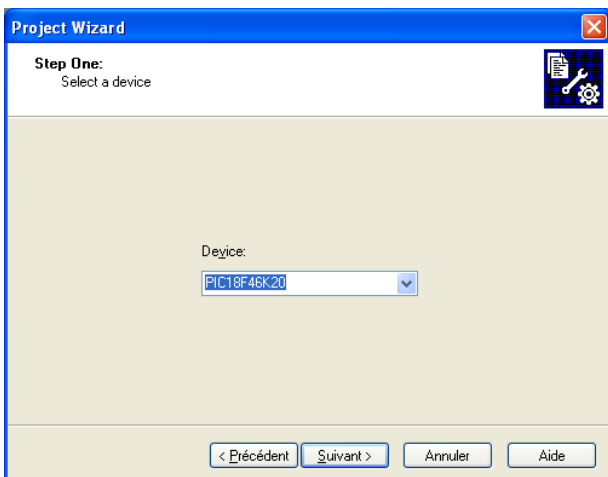 Project Wizard
Step One:
Select a device
Device:
PIC18F46K20
< Précédent Suivant > Annuler Aide